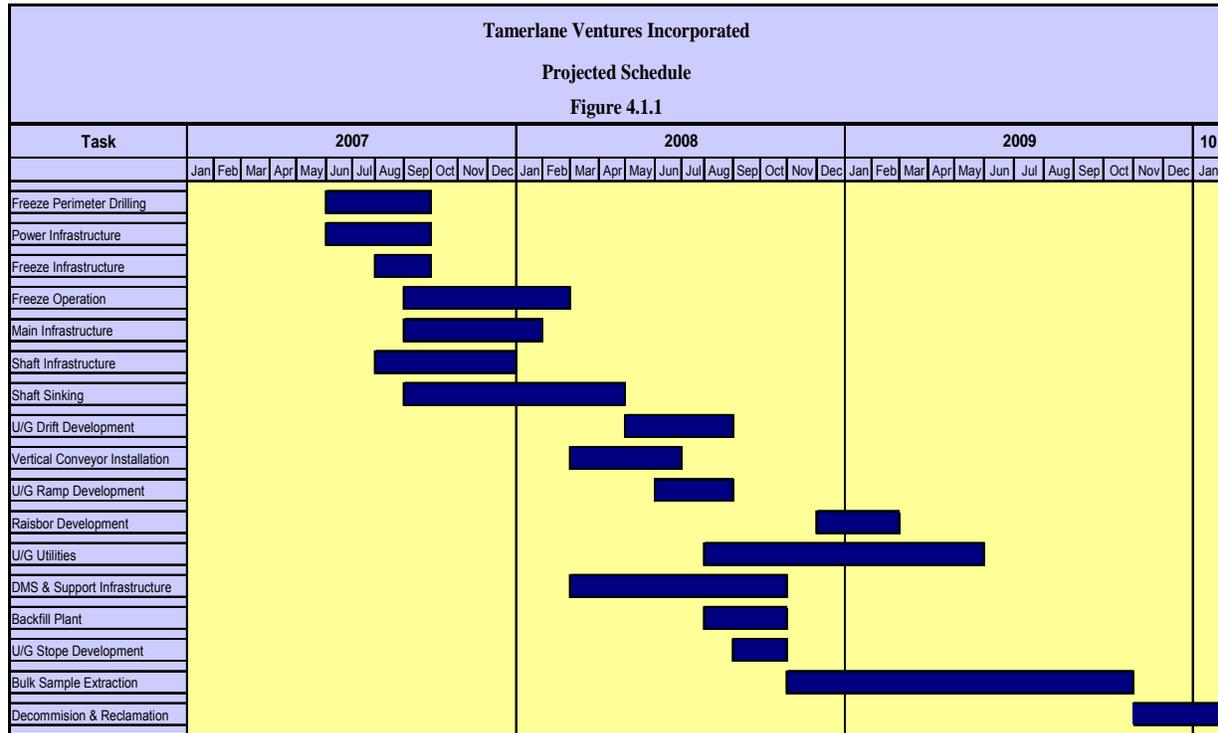 Tamerlane Ventures Incorporated
Projected Schedule
Figure 4.1.1
Task 2007 2008 2009 10
Jan Feb Mar Apr May Jun Jul Aug Sep Oct Nov Dec Jan Feb Mar Apr May Jun Jul Aug Sep Oct Nov Dec Jan Feb Mar Apr May Jun Jul Aug Sep Oct Nov Dec Jan
Freeze Perimeter Drilling
Power Infrastructure
Freeze Infrastructure
Freeze Operation
Main Infrastructure
Shaft Infrastructure
Shaft Sinking
U/G Drift Development
Vertical Conveyor Installation
U/G Ramp Development
Raisbor Development
U/G Utilities
DMS & Support Infrastructure
Backfill Plant
U/G Stope Development
Bulk Sample Extraction
Decommision & Reclamation